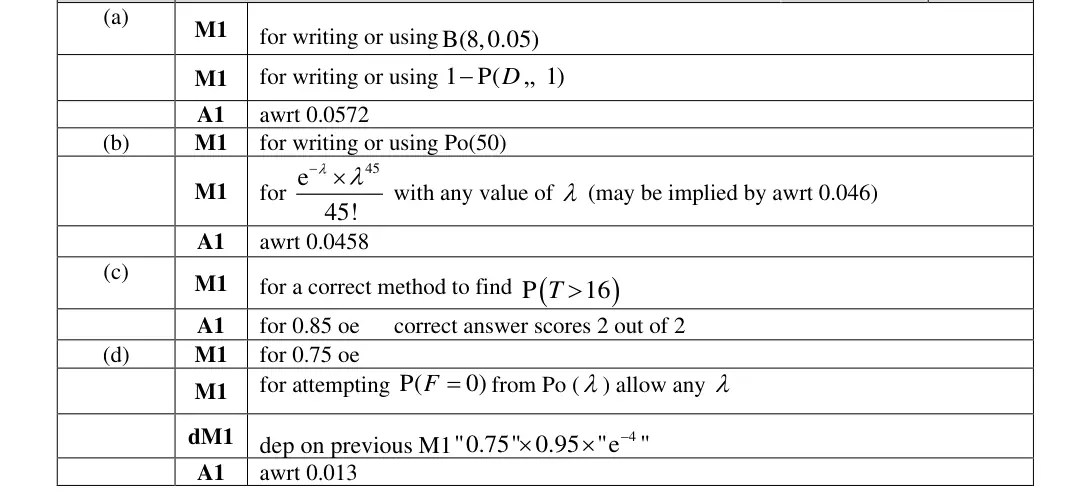 (a) M1 for writing or using B(8, 0.05)
M1 for writing or using 1 − P(D ,, 1)
A1 awrt 0.0572
(b) M1 for writing or using Po(50)
M1 for e^{−λ} × λ^{45} / 45! with any value of λ (may be implied by awrt 0.046)
A1 awrt 0.0458
(c) M1 for a correct method to find P(T > 16)
A1 for 0.85 oe correct answer scores 2 out of 2
(d) M1 for 0.75 oe
M1 for attempting P(F = 0) from Po ( λ ) allow any λ
dM1 dep on previous M1 "0.75"× 0.95 × "e^{−4} "
A1 awrt 0.013